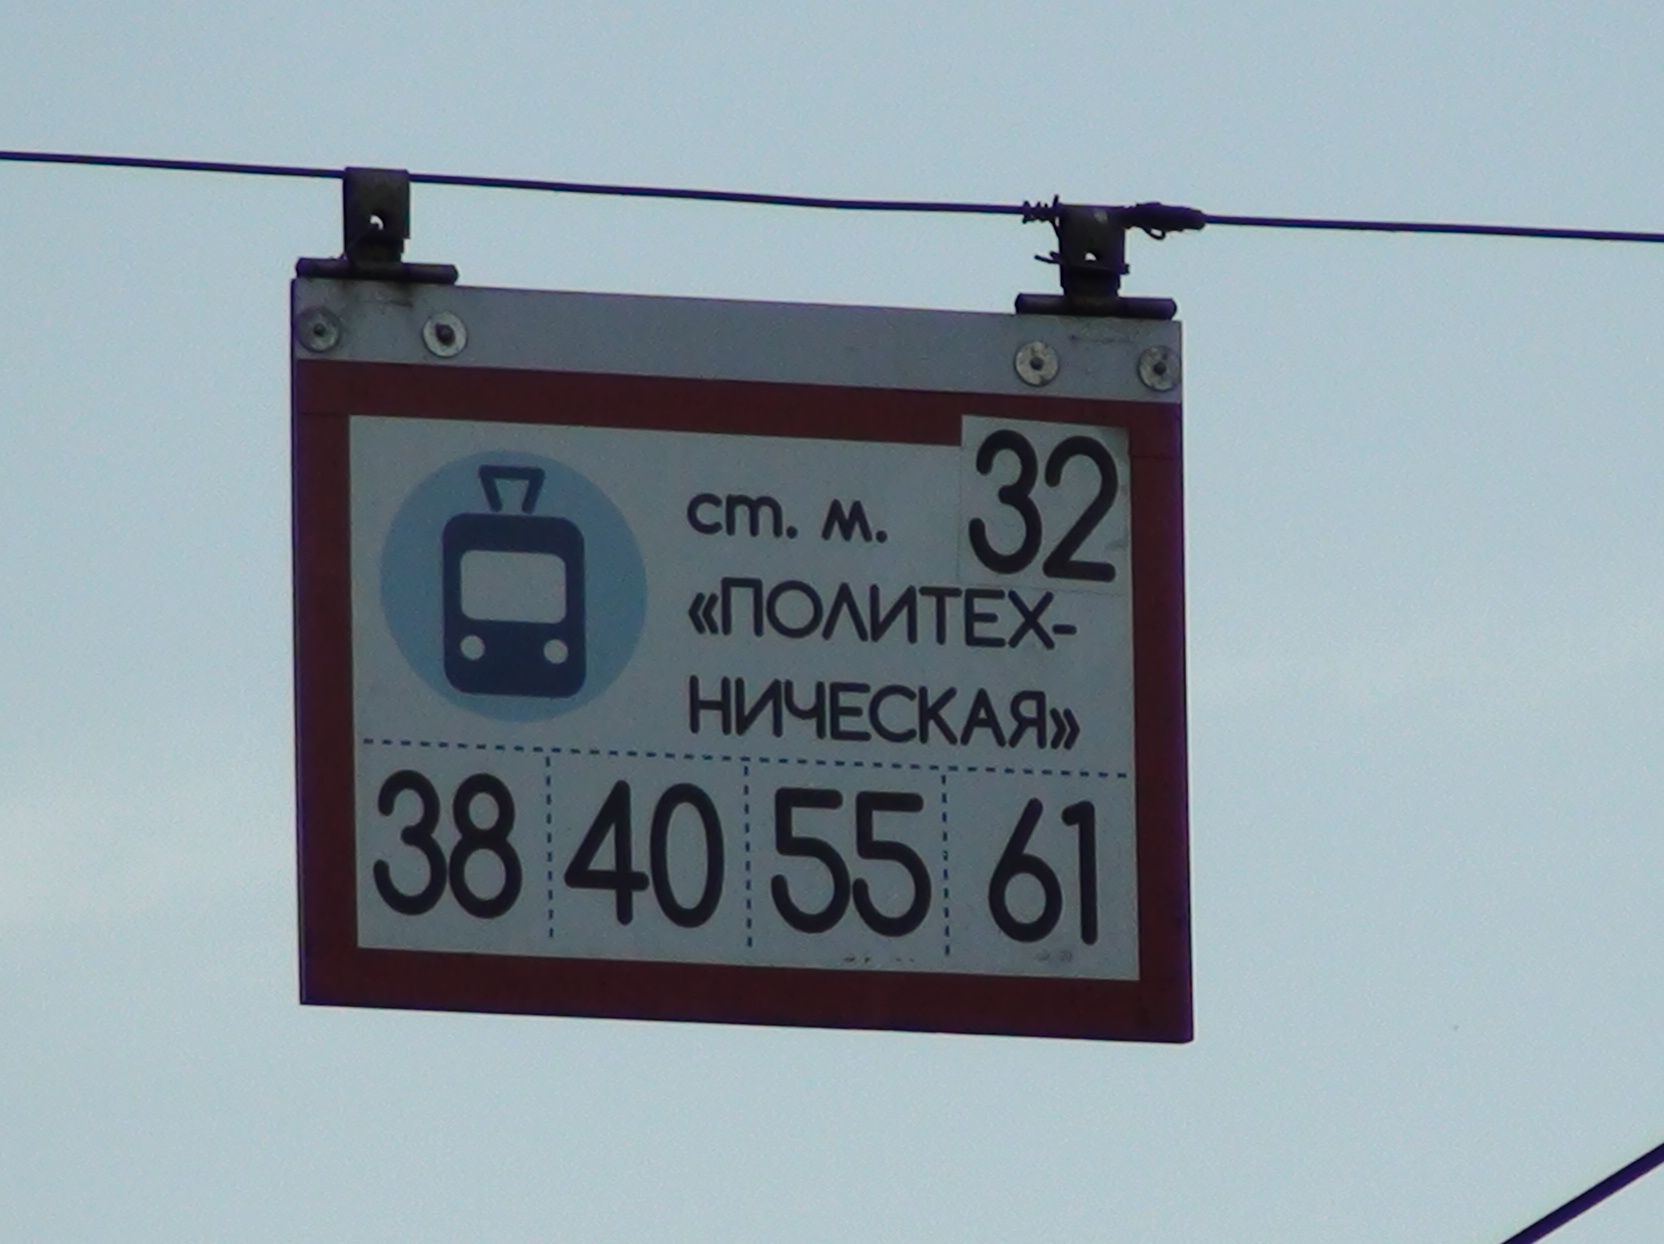 32
ст. м.
«ПОЛИТЕХ-
НИЧЕСКАЯ»
38 40 55 61